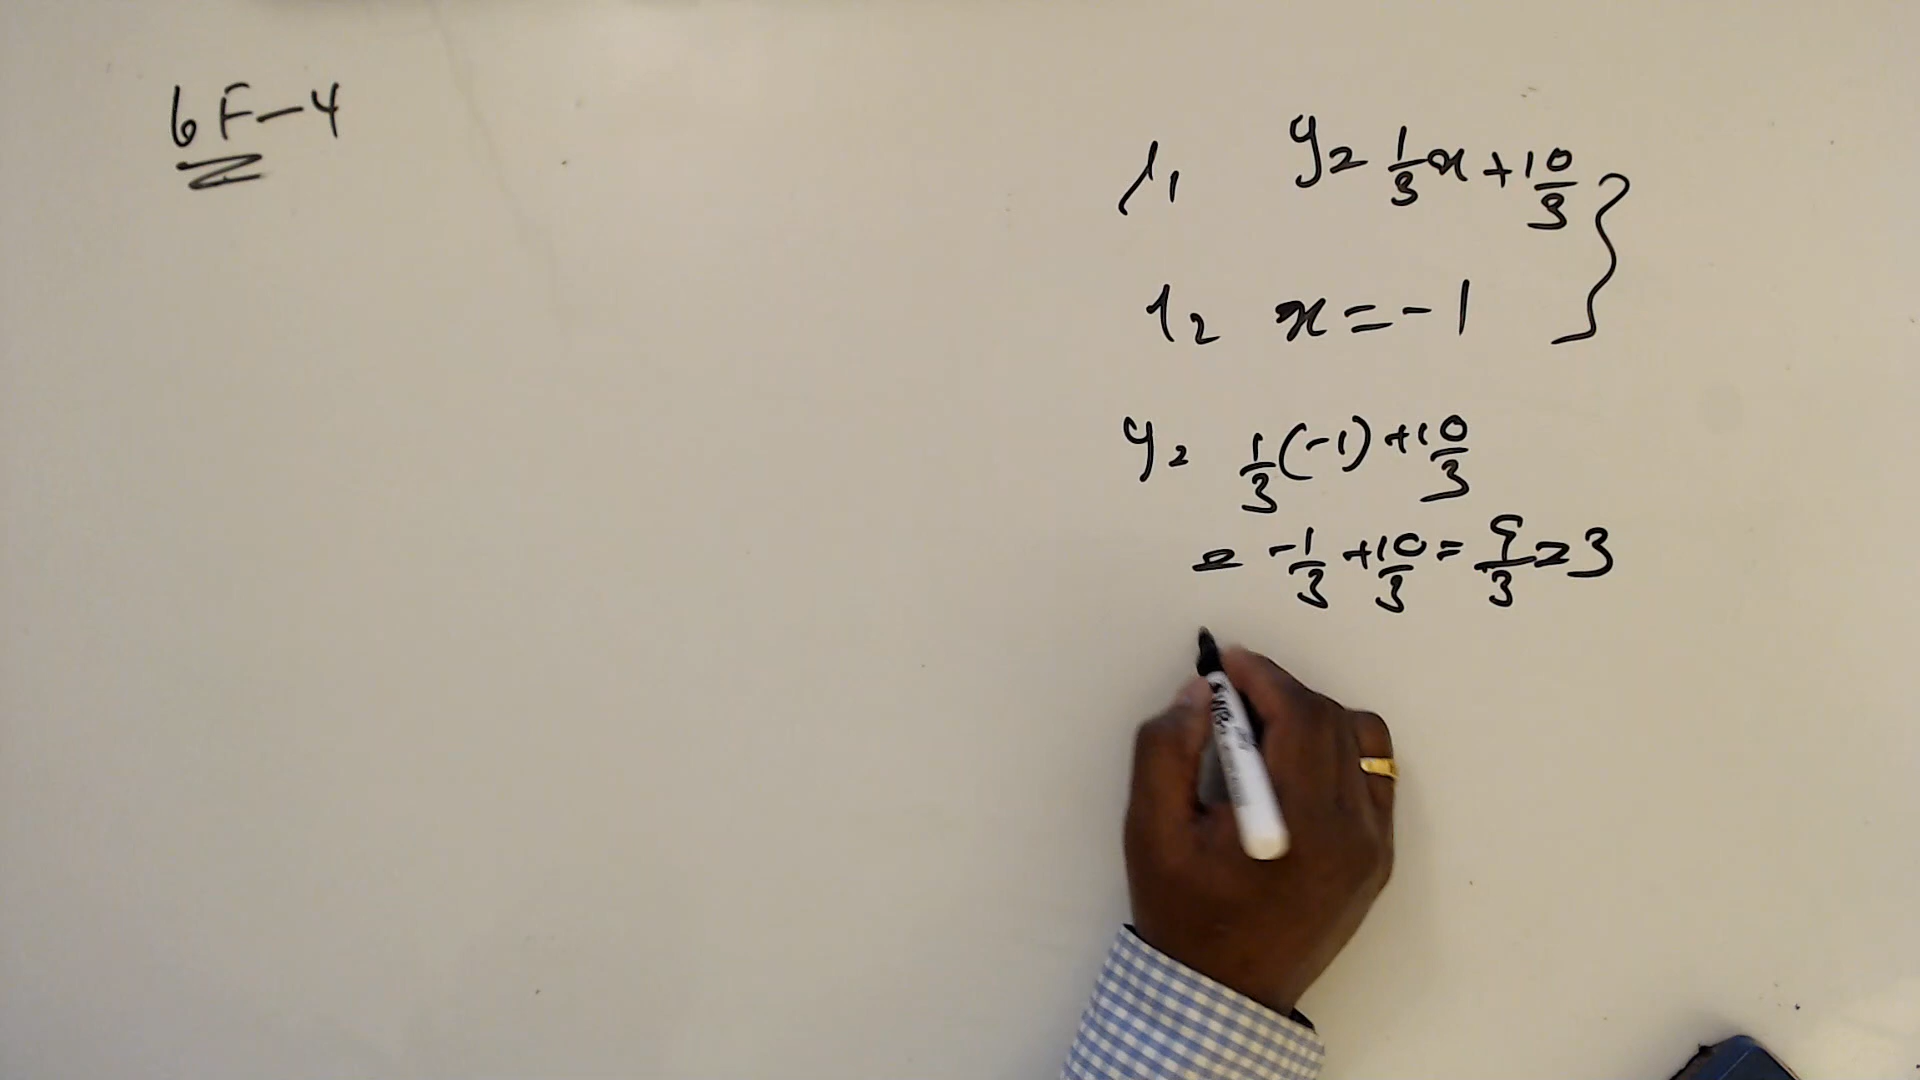 6F-4
l₁ y = 1/3 x + 10/3
l₂ x = -1
y = 1/3 (-1) + 10/3
= -1/3 + 10/3 = 9/3 = 3